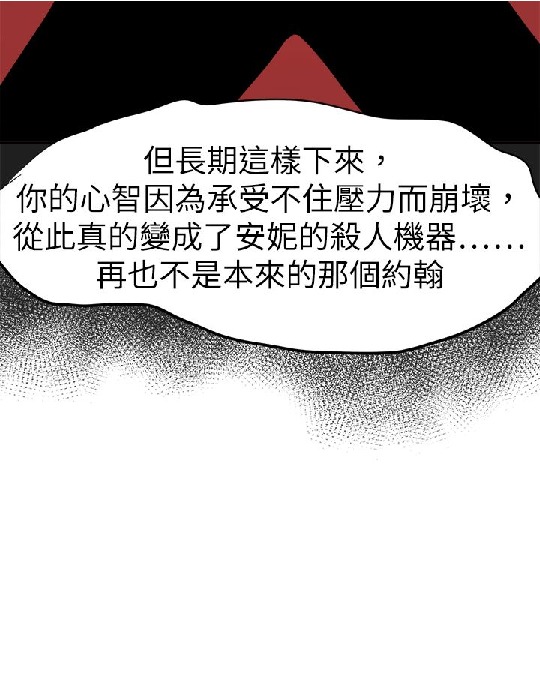 但長期這樣下來，
你的心智因為承受不住壓力而崩壞，
從此真的變成了安妮的殺人機器……
再也不是本來的那個約翰